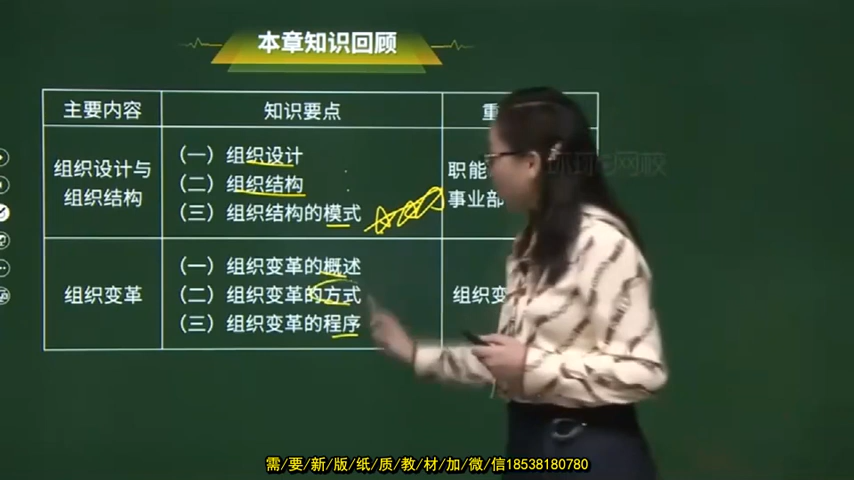 本章知识回顾
主要内容
知识要点
重
组织设计与
组织结构
（一）组织设计
（二）组织结构
（三）组织结构的模式
职能
事业部
组织变革
（一）组织变革的概述
（二）组织变革的方式
（三）组织变革的程序
组织变
网校
需/要/新/版/纸/质/教/材/加/微/信18538180780